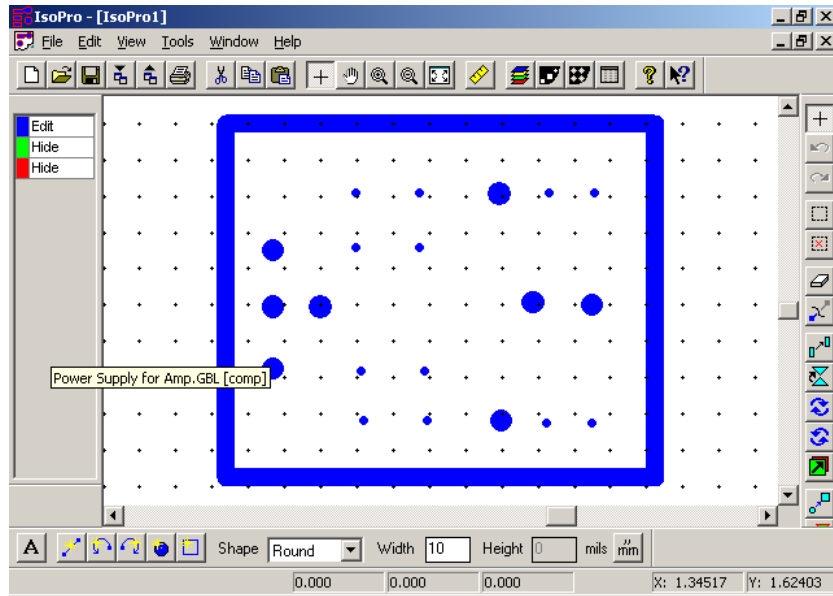 IsoPro - [IsoPro1]
File Edit View Tools Window Help
Edit
Hide
Hide
Power Supply for Amp.GBL [comp]
A Shape Round Width 10 Height 0 mils mm
0.000 0.000 0.000 X: 1.34517 Y: 1.62403